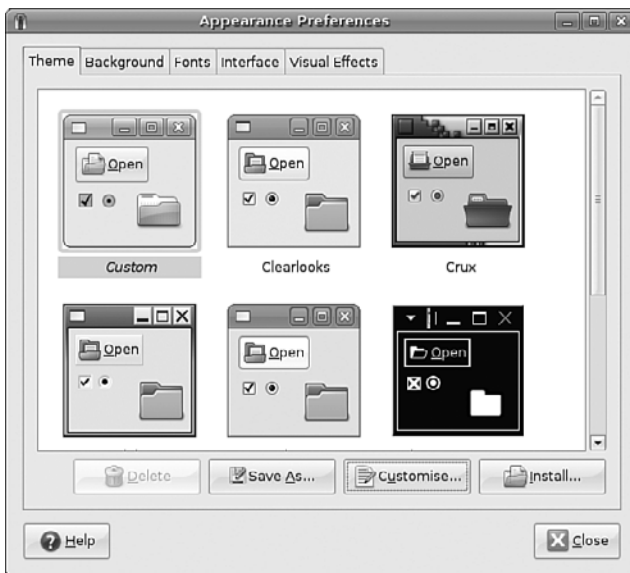 Appearance Preferences
Theme Background Fonts Interface Visual Effects
Open Open Open
Custom Clearlooks Crux
Open Open Open
Delete Save As... Customise... Install...
Help Close